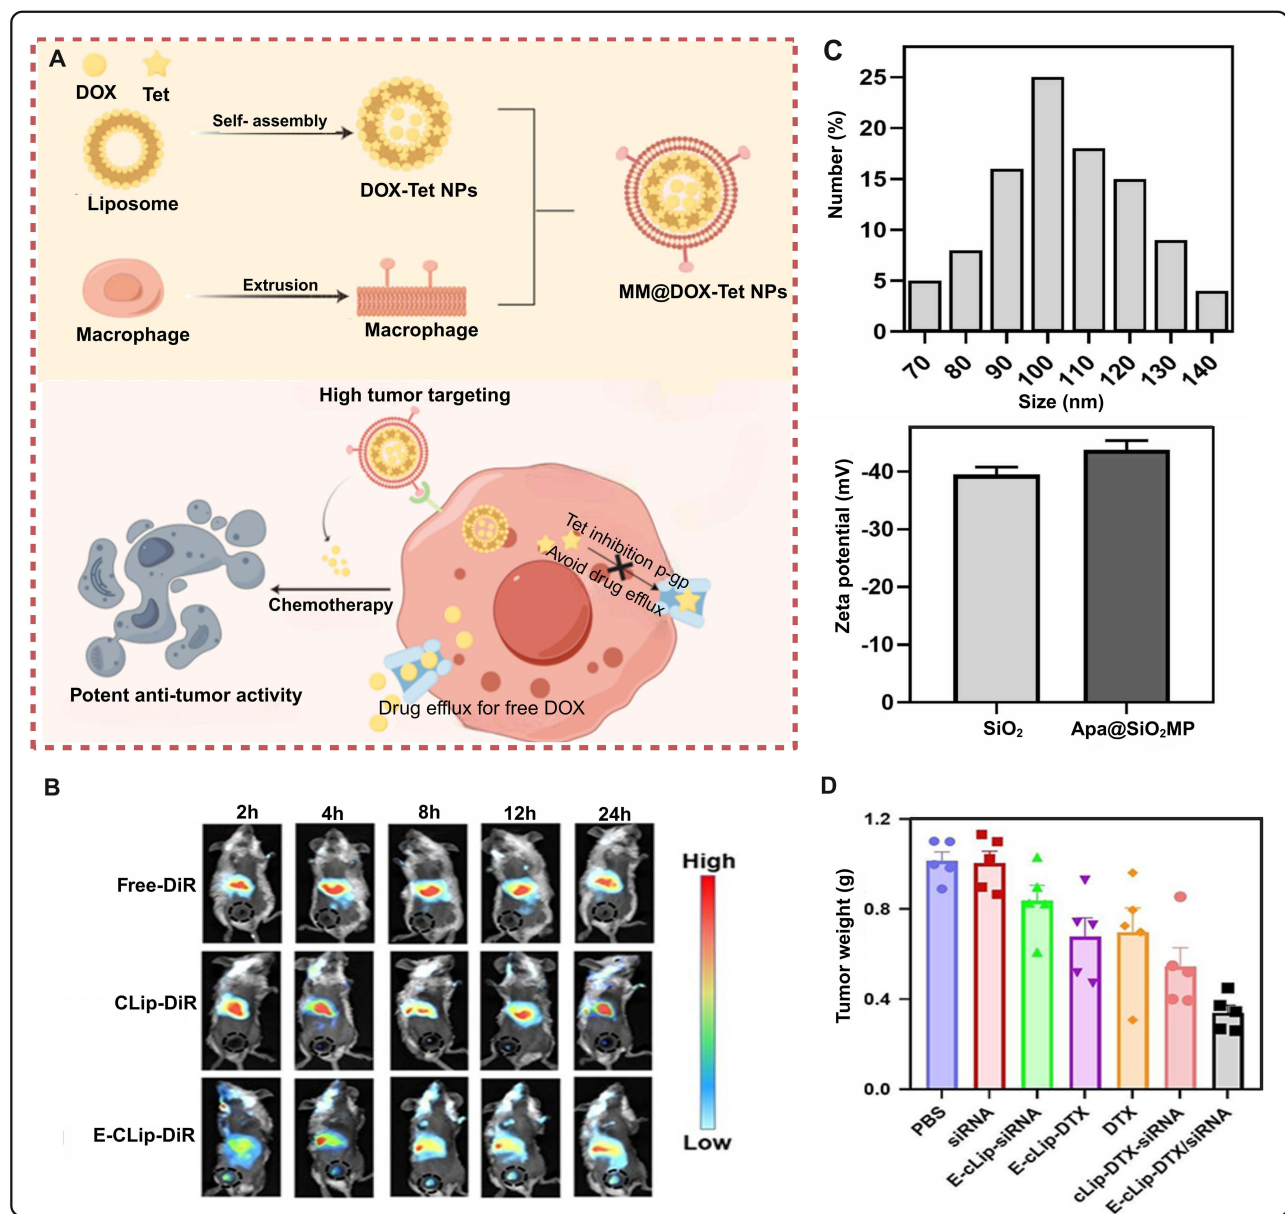 A
DOX
Tet
Liposome
Self- assembly
DOX-Tet NPs
Macrophage
Extrusion
Macrophage
MM@DOX-Tet NPs
High tumor targeting
Tet inhibition p-gp
Avoid drug efflux
Chemotherapy
Potent anti-tumor activity
Drug efflux for free DOX
C
Number (%)
25
20
15
10
5
0
70 80 90 100 110 120 130 140
Size (nm)
Zeta potential (mV)
-40
-30
-20
-10
0
SiO₂ Apa@SiO₂MP
B
2h 4h 8h 12h 24h
Free-DiR
CLip-DiR
E-CLip-DiR
High
Low
D
Tumor weight (g)
1.2
0.8
0.4
0.0
PBS
siRNA
E-cLip-siRNA
E-cLip-DTX
DTX
cLip-DTX-siRNA
E-cLip-DTX/siRNA